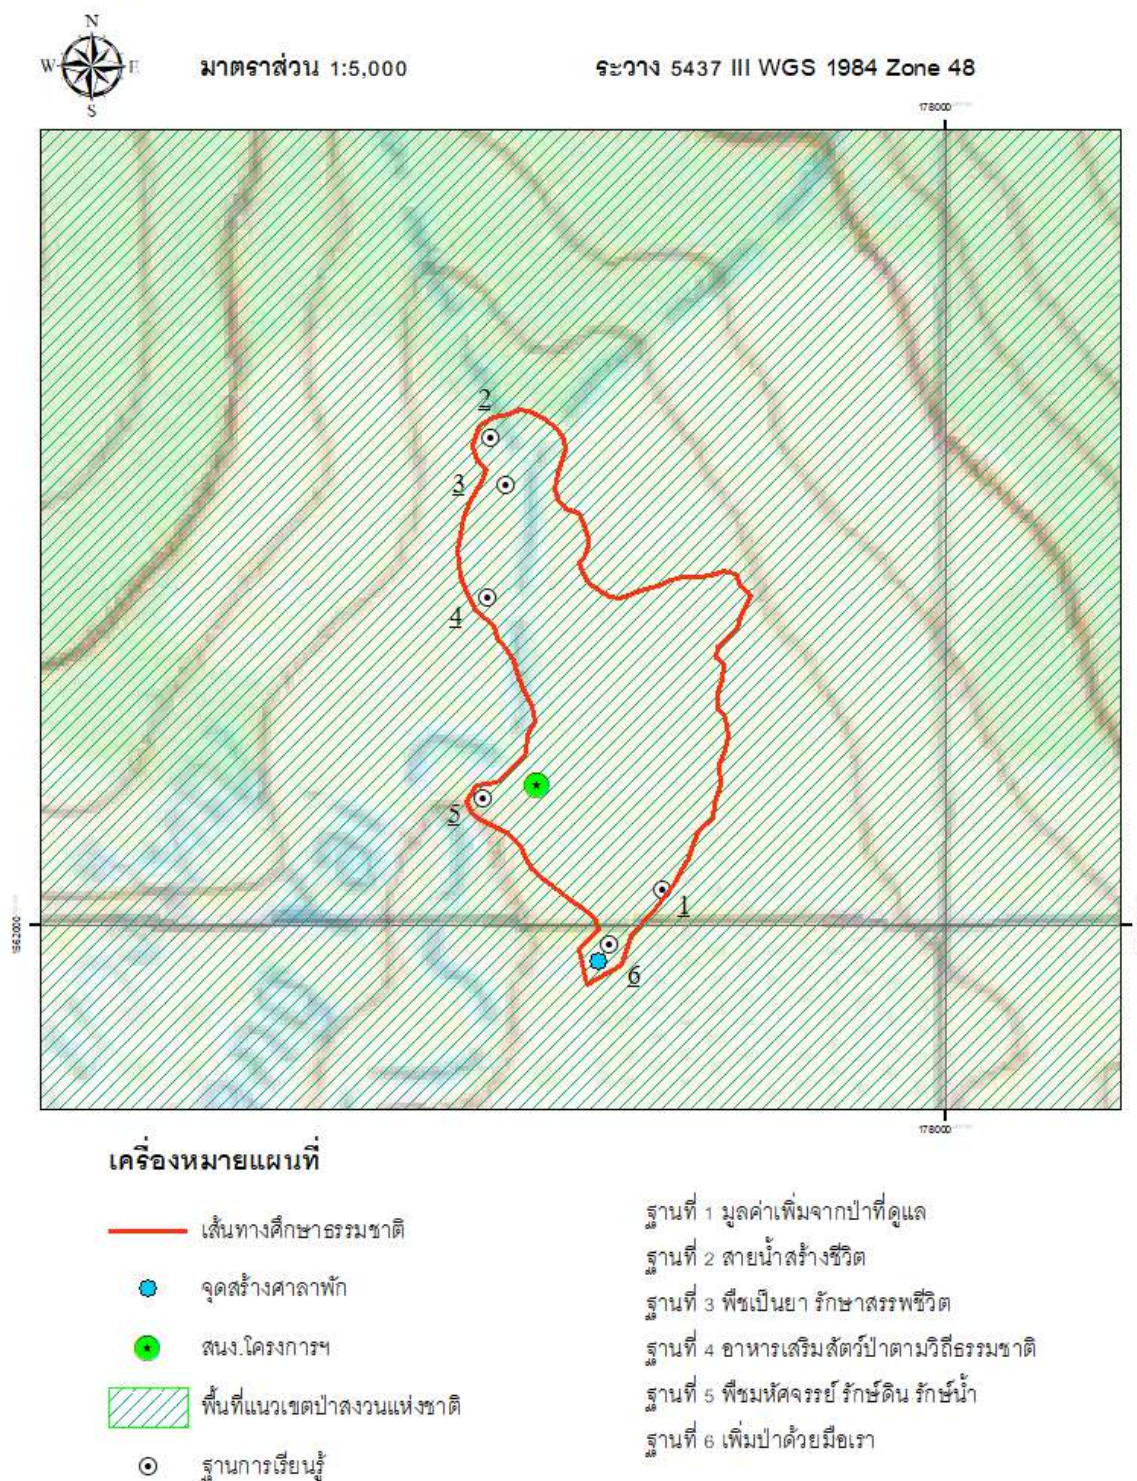 N
W E
S
มาตราส่วน 1:5,000
ระวาง 5437 III WGS 1984 Zone 48
178000
2
3
4
5
1
1562000
6
178000
เครื่องหมายแผนที่
เส้นทางศึกษาธรรมชาติ
จุดสร้างศาลาพัก
สนง.โครงการฯ
พื้นที่แนวเขตป่าสงวนแห่งชาติ
ฐานการเรียนรู้
ฐานที่ 1 มูลค่าเพิ่มจากป่าที่ดูแล
ฐานที่ 2 สายน้ำสร้างชีวิต
ฐานที่ 3 พืชเป็นยา รักษาสรรพชีวิต
ฐานที่ 4 อาหารเสริมสัตว์ป่าตามวิถีธรรมชาติ
ฐานที่ 5 พืชมหัศจรรย์ รักษ์ดิน รักษ์น้ำ
ฐานที่ 6 เพิ่มป่าด้วยมือเรา